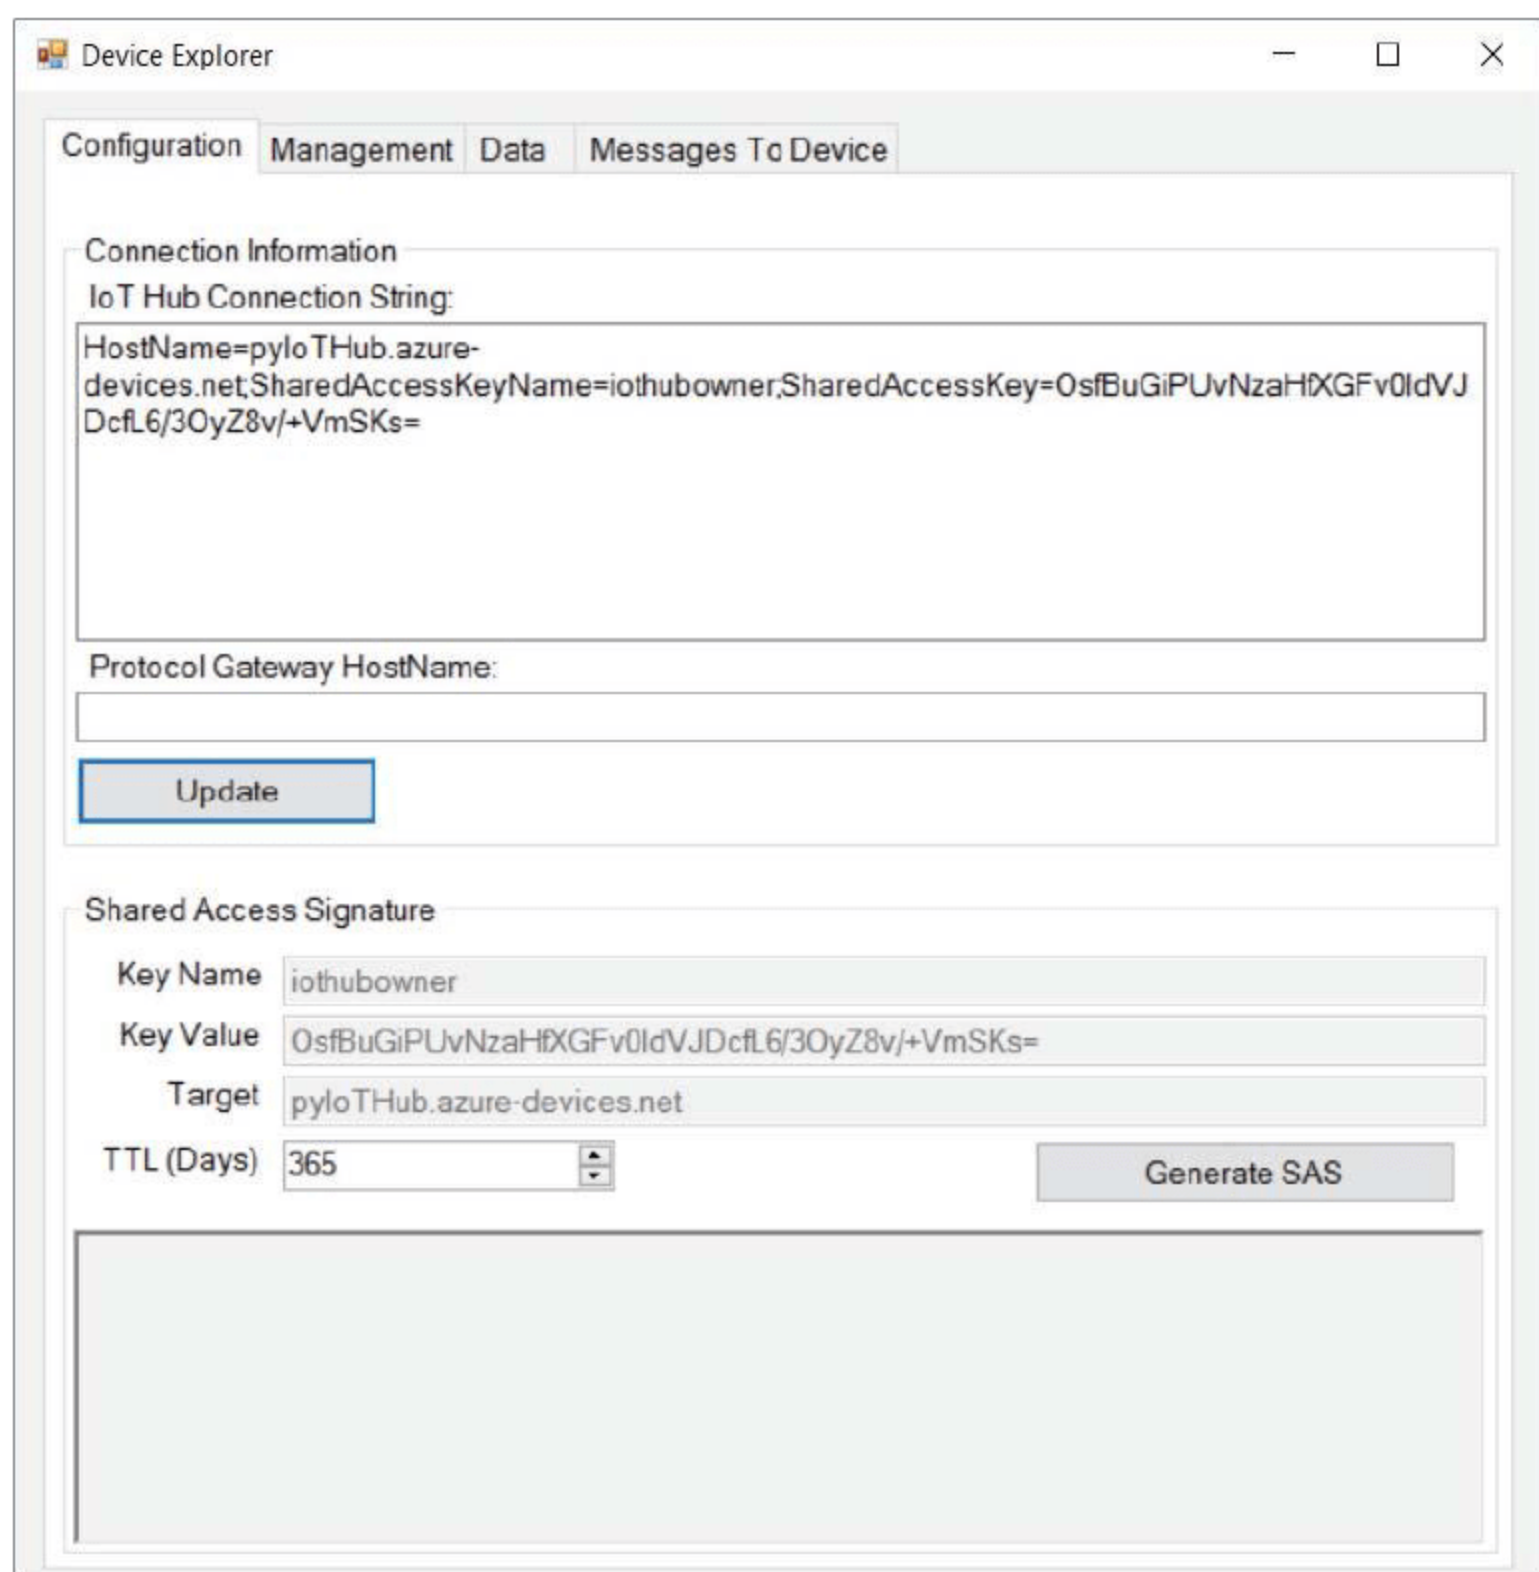 Device Explorer
Configuration Management Data Messages To Device
Connection Information
IoT Hub Connection String:
HostName=pyIoTHub.azure-
devices.net;SharedAccessKeyName=iothubowner;SharedAccessKey=OsfBuGiPUvNzaHfXGFv0IdVJ
DcfL6/3OyZ8v/+VmSKs=
Protocol Gateway HostName:
Update
Shared Access Signature
Key Name iothubowner
Key Value OsfBuGiPUvNzaHfXGFv0IdVJDcfL6/3OyZ8v/+VmSKs=
Target pyIoTHub.azure-devices.net
TTL (Days) 365
Generate SAS